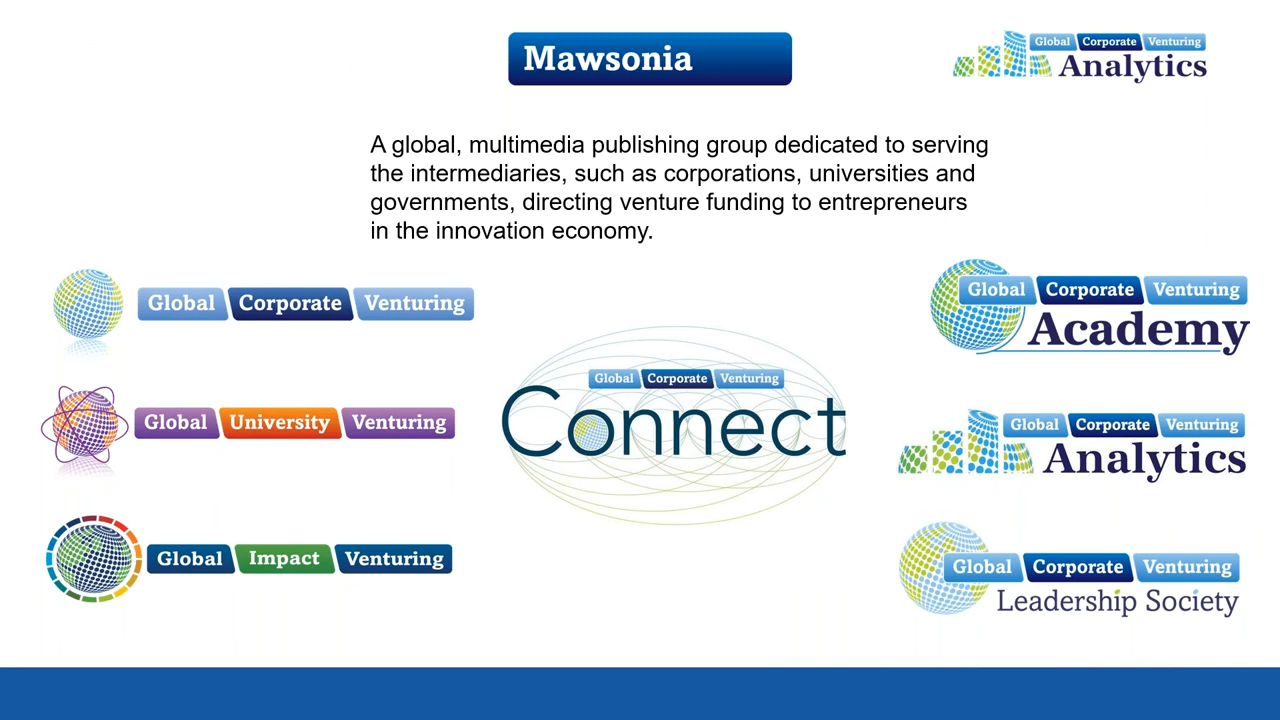 Mawsonia
Global Corporate Venturing
Analytics
A global, multimedia publishing group dedicated to serving
the intermediaries, such as corporations, universities and
governments, directing venture funding to entrepreneurs
in the innovation economy.
Global Corporate Venturing
Global University Venturing
Global Impact Venturing
Global Corporate Venturing
Connect
Global Corporate Venturing
Academy
Global Corporate Venturing
Analytics
Global Corporate Venturing
Leadership Society